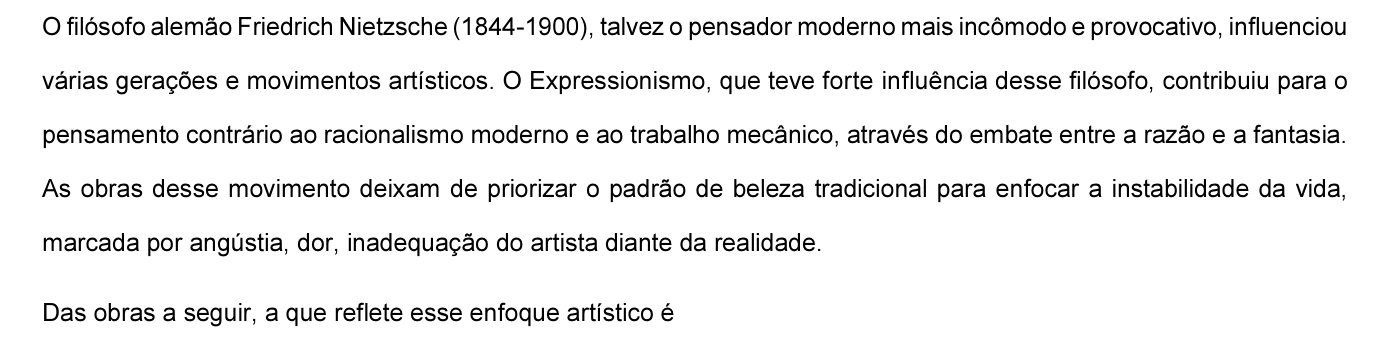 O filósofo alemão Friedrich Nietzsche (1844-1900), talvez o pensador moderno mais incômodo e provocativo, influenciou
várias gerações e movimentos artísticos. O Expressionismo, que teve forte influência desse filósofo, contribuiu para o
pensamento contrário ao racionalismo moderno e ao trabalho mecânico, através do embate entre a razão e a fantasia.
As obras desse movimento deixam de priorizar o padrão de beleza tradicional para enfocar a instabilidade da vida,
marcada por angústia, dor, inadequação do artista diante da realidade.
Das obras a seguir, a que reflete esse enfoque artístico é